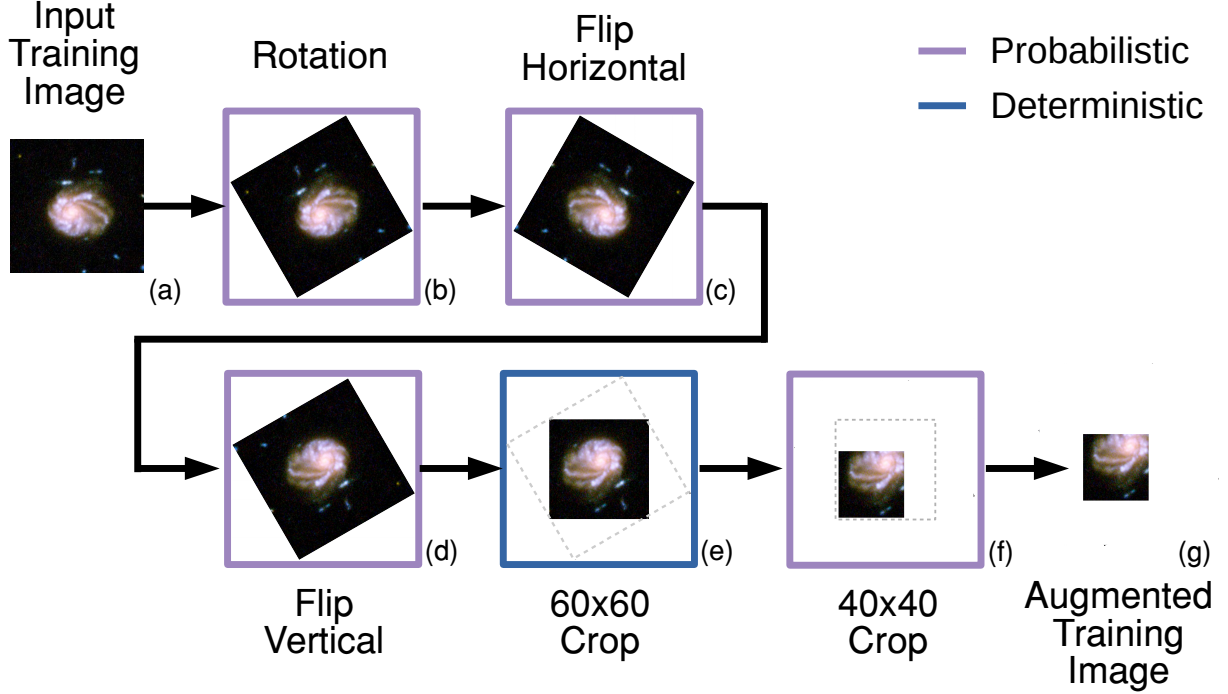 Input
Training
Image
Rotation
Flip
Horizontal
Probabilistic
Deterministic
(a)
(b)
(c)
(d)
(e)
(f)
(g)
Flip
Vertical
60x60
Crop
40x40
Crop
Augmented
Training
Image